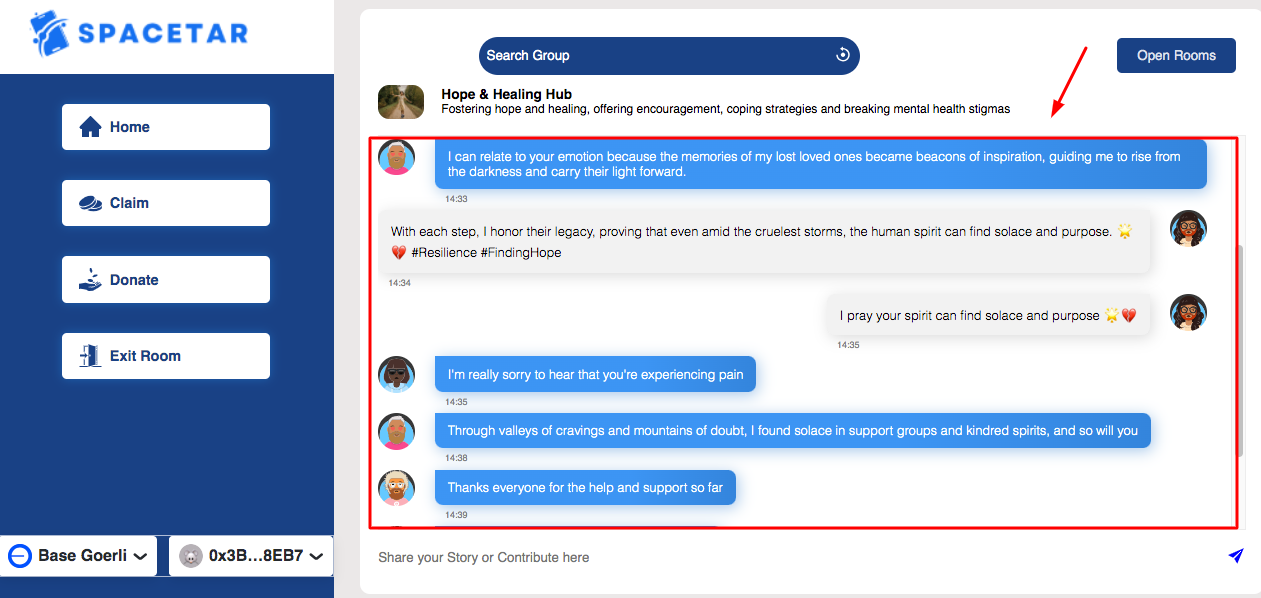 SPACETAR
Home
Claim
Donate
Exit Room
Base Goerli
0x3B...8EB7
Search Group
Open Rooms
Hope & Healing Hub
Fostering hope and healing, offering encouragement, coping strategies and breaking mental health stigmas
I can relate to your emotion because the memories of my lost loved ones became beacons of inspiration, guiding me to rise from
the darkness and carry their light forward.
14:33
With each step, I honor their legacy, proving that even amid the cruelest storms, the human spirit can find solace and purpose. 🌟
💔 #Resilience #FindingHope
14:34
I pray your spirit can find solace and purpose 🌟💔
14:35
I'm really sorry to hear that you're experiencing pain
14:35
Through valleys of cravings and mountains of doubt, I found solace in support groups and kindred spirits, and so will you
14:38
Thanks everyone for the help and support so far
14:39
Share your Story or Contribute here